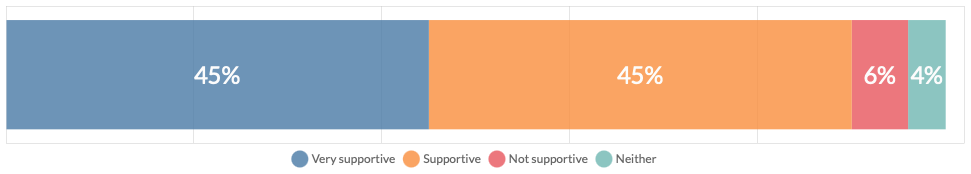 45% 45% 6% 4%
Very supportive Supportive Not supportive Neither